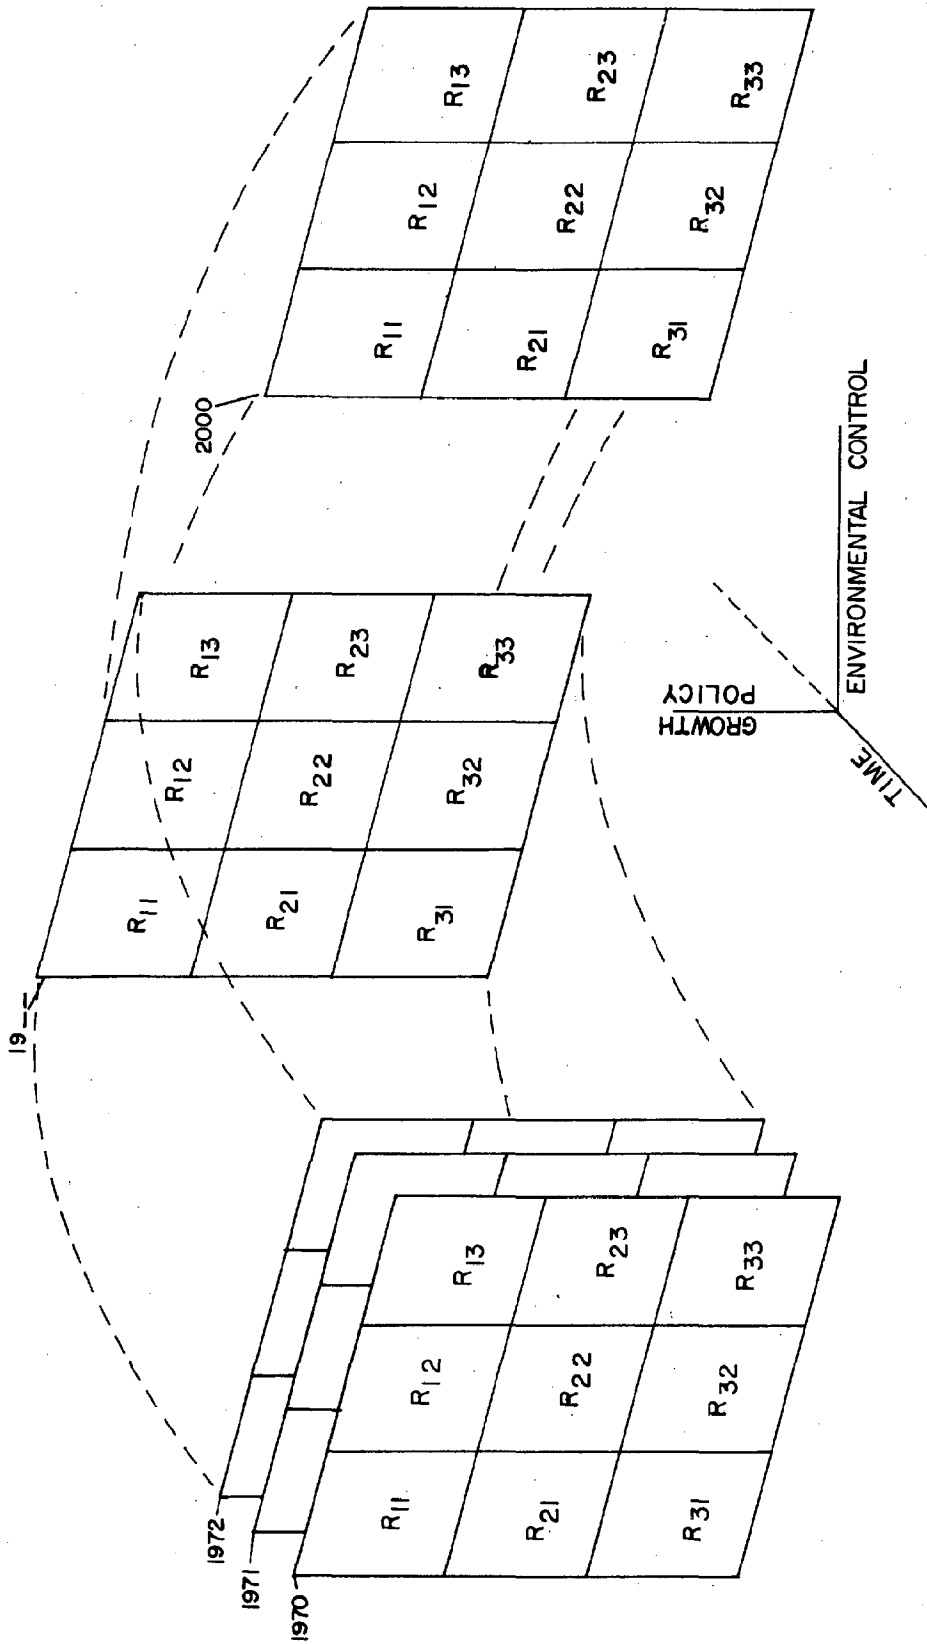 1970
1971
1972
19_ _
2000
R11 R12 R13
R21 R22 R23
R31 R32 R33
R11 R12 R13
R21 R22 R23
R31 R32 R33
R11 R12 R13
R21 R22 R23
R31 R32 R33
GROWTH
POLICY
ENVIRONMENTAL CONTROL
TIME